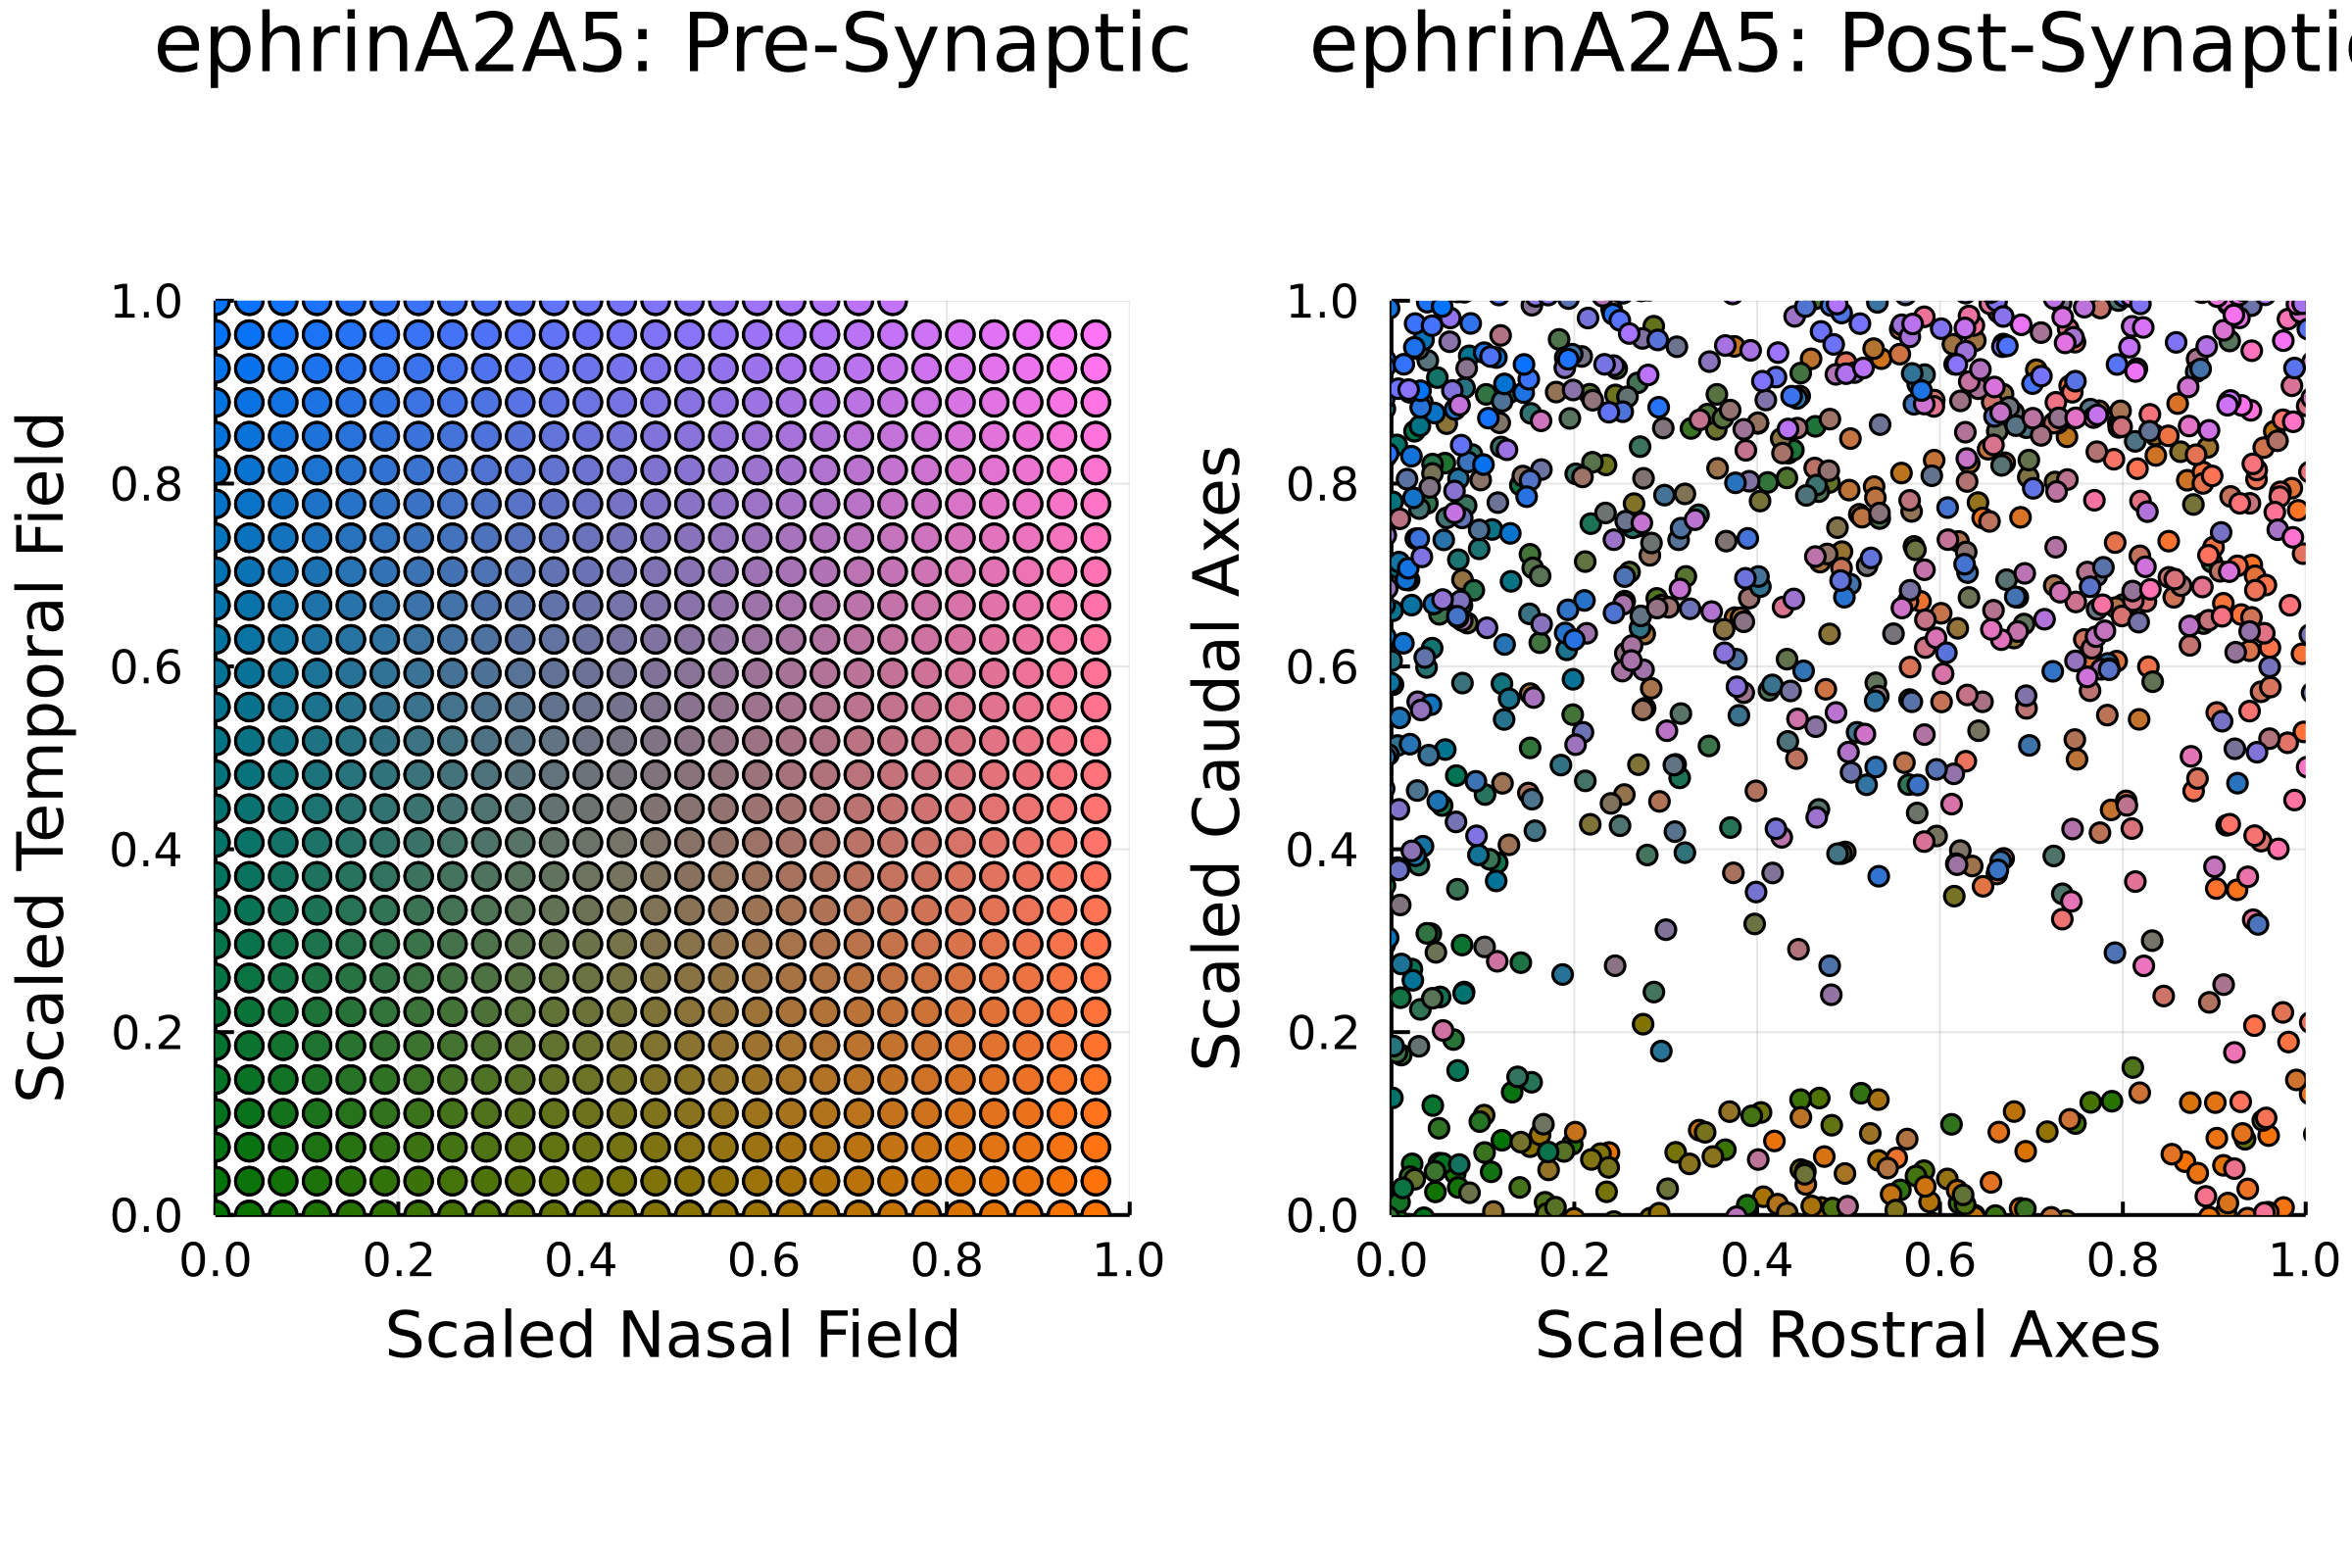 ephrinA2A5: Pre-Synaptic
ephrinA2A5: Post-Synaptic
Scaled Temporal Field
1.0
0.8
0.6
0.4
0.2
0.0
0.0 0.2 0.4 0.6 0.8 1.0
Scaled Nasal Field
Scaled Caudal Axes
1.0
0.8
0.6
0.4
0.2
0.0
0.0 0.2 0.4 0.6 0.8 1.0
Scaled Rostral Axes